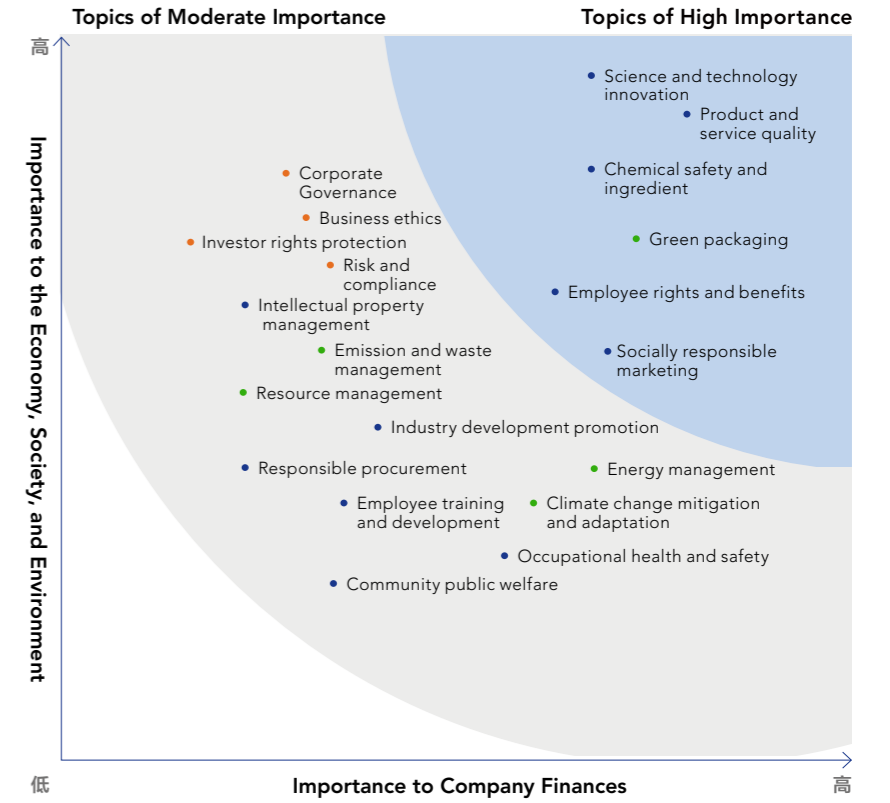 Topics of Moderate Importance
Topics of High Importance
高
Importance to the Economy, Society, and Environment
Science and technology
innovation
Product and
service quality
Chemical safety and
ingredient
Corporate
Governance
Business ethics
Investor rights protection
Green packaging
Risk and
compliance
Employee rights and benefits
Intellectual property
management
Emission and waste
management
Socially responsible
marketing
Resource management
Industry development promotion
Responsible procurement
Energy management
Employee training
and development
Climate change mitigation
and adaptation
Occupational health and safety
Community public welfare
低
Importance to Company Finances
高